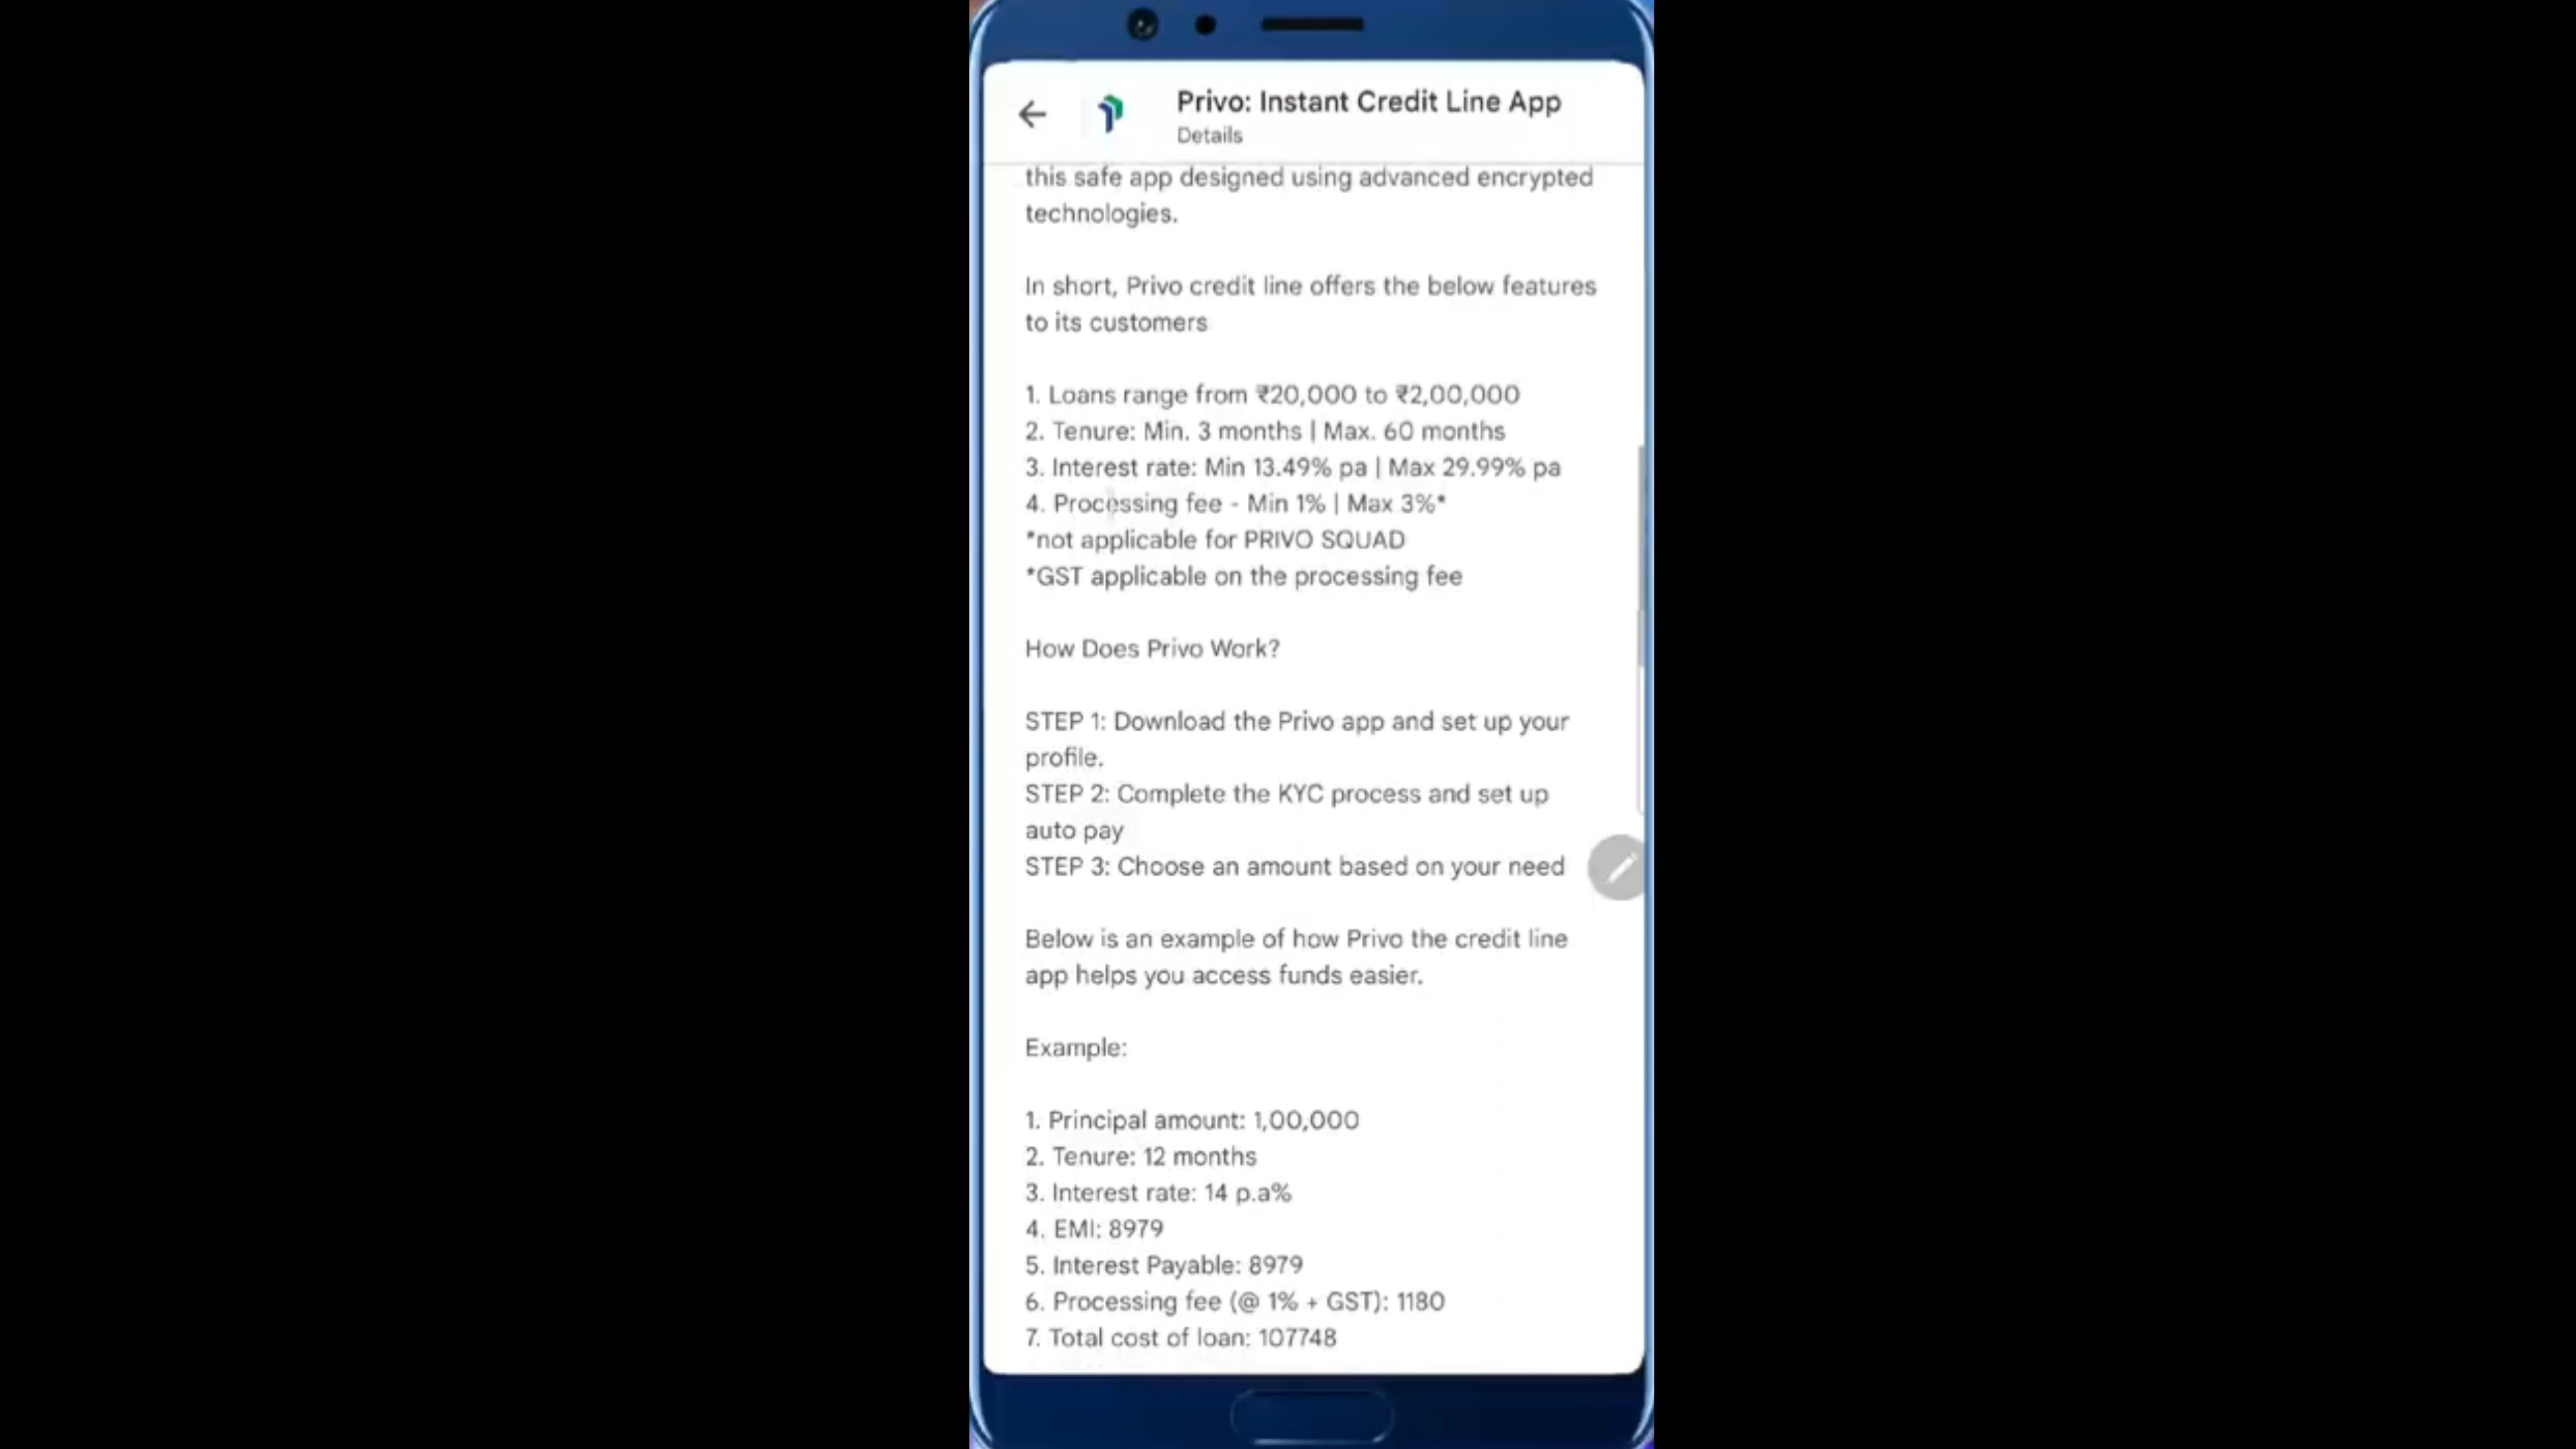 Privo: Instant Credit Line App
Details
this safe app designed using advanced encrypted
technologies.
In short, Privo credit line offers the below features
to its customers
1. Loans range from ₹20,000 to ₹2,00,000
2. Tenure: Min. 3 months | Max. 60 months
3. Interest rate: Min 13.49% pa | Max 29.99% pa
4. Processing fee - Min 1% | Max 3%*
*not applicable for PRIVO SQUAD
*GST applicable on the processing fee
How Does Privo Work?
STEP 1: Download the Privo app and set up your
profile.
STEP 2: Complete the KYC process and set up
auto pay
STEP 3: Choose an amount based on your need
Below is an example of how Privo the credit line
app helps you access funds easier.
Example:
1. Principal amount: 1,00,000
2. Tenure: 12 months
3. Interest rate: 14 p.a%
4. EMI: 8979
5. Interest Payable: 8979
6. Processing fee (@ 1% + GST): 1180
7. Total cost of loan: 107748